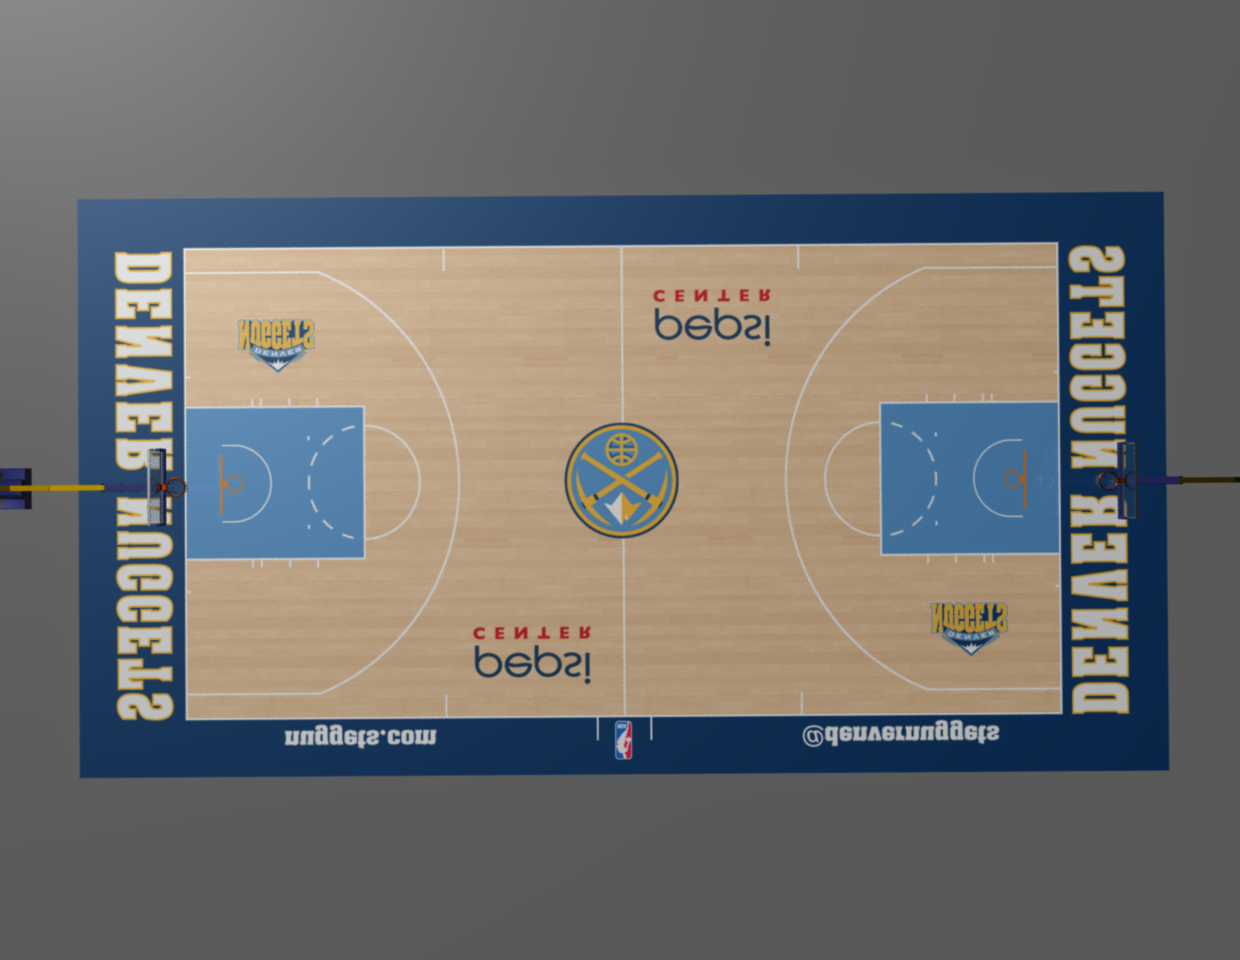 DENVER NUGGETS
NUGGETS
DENVER
CENTER
pepsi
DENVER NUGGETS
CENTER
pepsi
NUGGETS
DENVER
nuggets.com
@denvernuggets